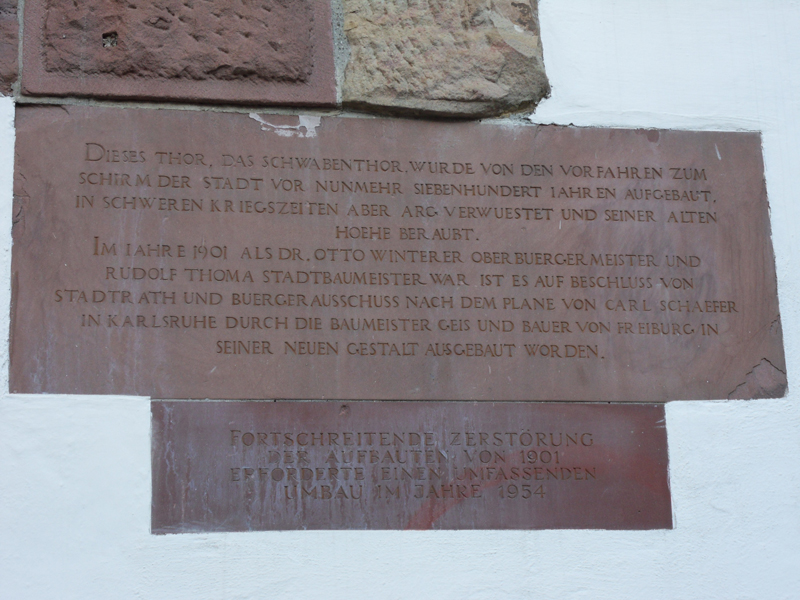 DIESES THOR, DAS SCHWABENTHOR, WURDE VON DEN VORFAHREN ZUM
SCHIRM DER STADT VOR NUNMEHR SIEBENHUNDERT IAHREN AUFGEBAUT,
IN SCHWEREN KRIEGSZEITEN ABER ARG VERWUESTET UND SEINER ALTEN
HOEHE BERAUBT.
IM IAHRE 1901 ALS DR. OTTO WINTERER OBERBUERGERMEISTER UND
RUDOLF THOMA STADTBAUMEISTER WAR IST ES AUF BESCHLUSS VON
STADTRATH UND BUERGERAUSSCHUSS NACH DEM PLANE VON CARL SCHAEFER
IN KARLSRUHE DURCH DIE BAUMEISTER GEIS UND BAUER VON FREIBURG IN
SEINER NEUEN GESTALT AUSGEBAUT WORDEN.
FORTSCHREITENDE ZERSTÖRUNG
DER AUFBAUTEN VON 1901
ERFORDERTE EINEN UMFASSENDEN
UMBAU IM JAHRE 1954